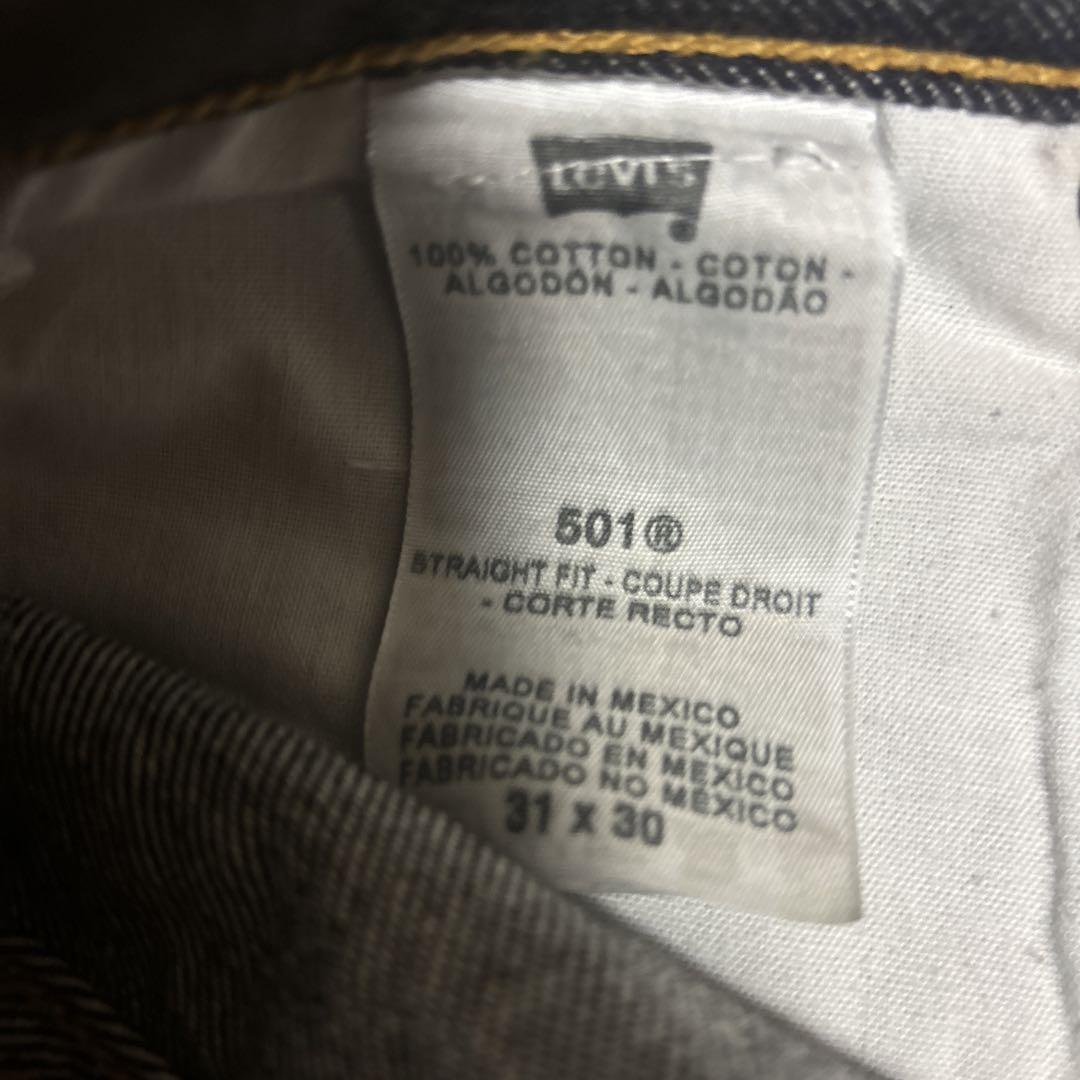 Levi's
®
100% COTTON - COTON -
ALGODÓN - ALGODÃO
501®
STRAIGHT FIT - COUPE DROIT
- CORTE RECTO
MADE IN MEXICO
FABRIQUE AU MEXIQUE
FABRICADO EN MEXICO
FABRICADO NO MÉXICO
31 X 30